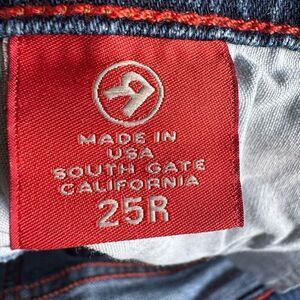 MADE IN
USA
SOUTH GATE
CALIFORNIA
25R